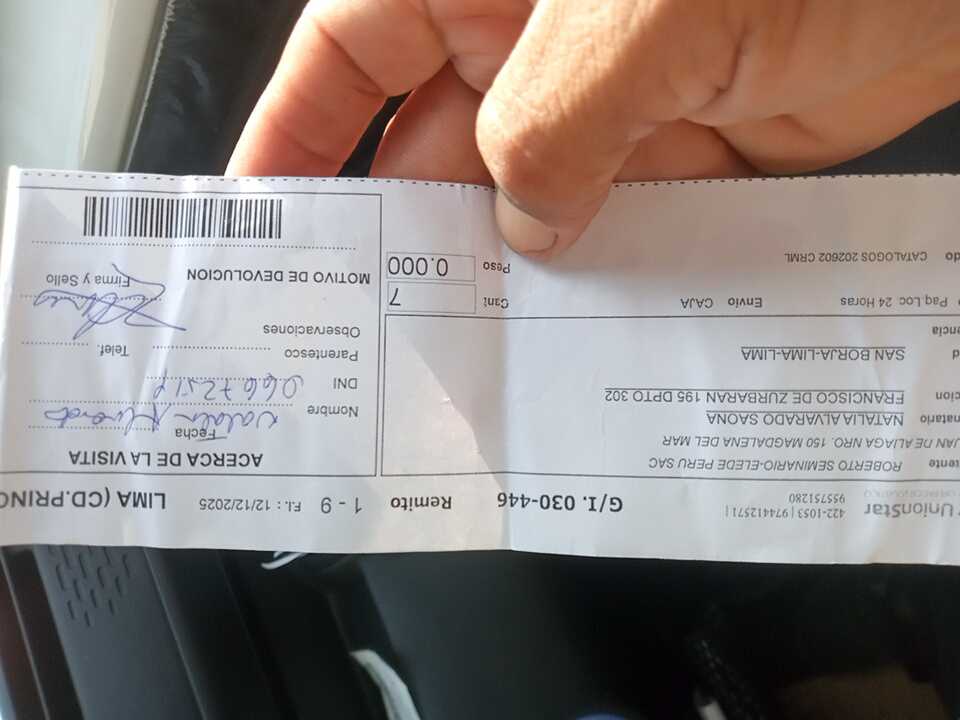 UnionStar
422-1053 | 974412571 |
955751280
G/I. 030-446
Remito
1 - 9
F.I. : 12/12/2025
LIMA (CD.PRINC
ROBERTO SEMINARIO-ELEDE PERU SAC
JUAN DE ALIAGA NRO. 150 MAGDALENA DEL MAR
NATALIA ALVARADO SAONA
FRANCISCO DE ZURBARAN 195 DPTO 302
SAN BORJA-LIMA-LIMA
Paq.Loc 24 Horas
Envio CAJA
CATALOGOS 202602 CRML
Cant 7
Peso 0.000
ACERCA DE LA VISITA
Fecha
Nombre
DNI
Parentesco
Telef.
Observaciones
Firma y Sello
MOTIVO DE DEVOLUCION